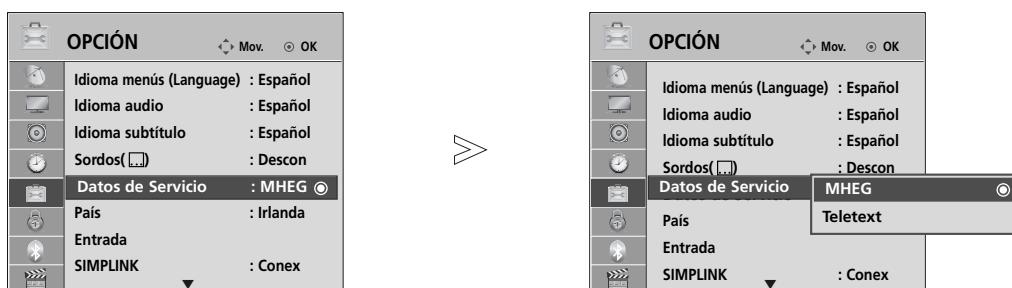 OPCIÓN Mov. OK
Idioma menús (Language) : Español
Idioma audio : Español
Idioma subtítulo : Español
Sordos( ) : Descon
Datos de Servicio : MHEG
País : Irlanda
Entrada
SIMPLINK : Conex
OPCIÓN Mov. OK
Idioma menús (Language) : Español
Idioma audio : Español
Idioma subtítulo : Español
Sordos( ) : Descon
Datos de Servicio MHEG
País Teletext
Entrada
SIMPLINK : Conex